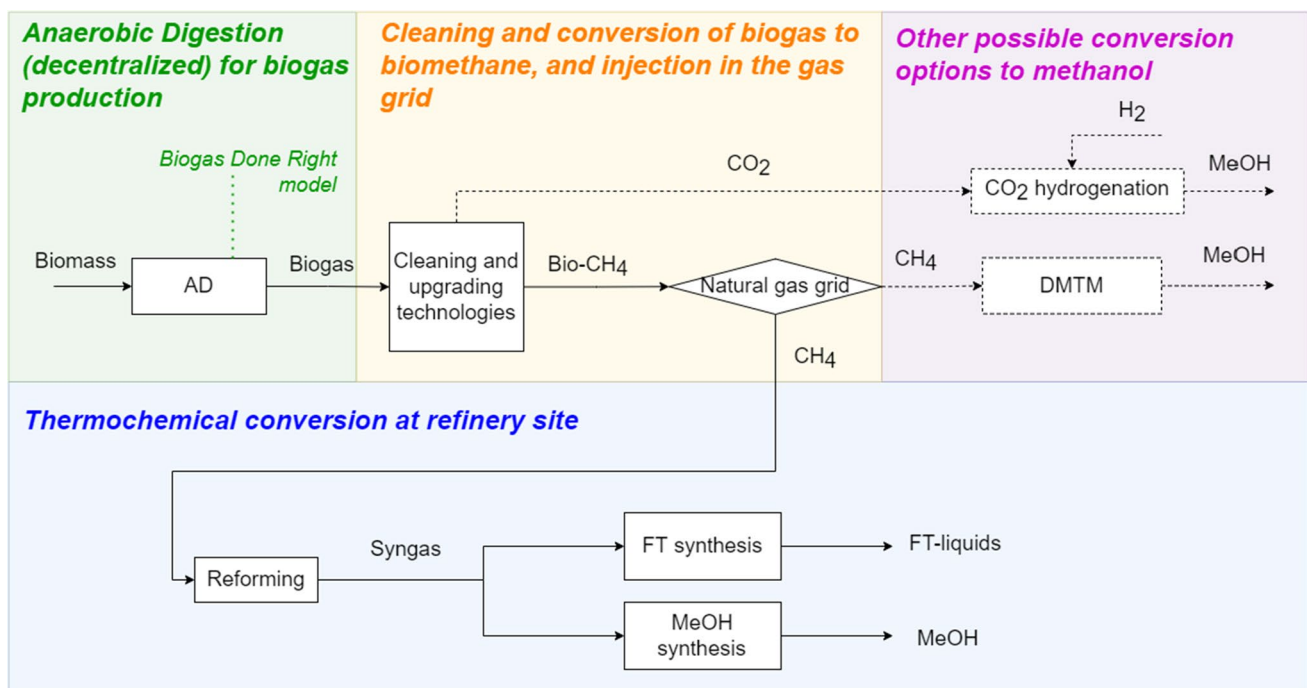 Anaerobic Digestion
(decentralized) for biogas
production
Cleaning and conversion of biogas to
biomethane, and injection in the gas
grid
Other possible conversion
options to methanol
Biogas Done Right
model
H2
CO2
CO2 hydrogenation
MeOH
Biomass
AD
Biogas
Cleaning and
upgrading
technologies
Bio-CH4
Natural gas grid
CH4
DMTM
MeOH
CH4
Thermochemical conversion at refinery site
Reforming
Syngas
FT synthesis
FT-liquids
MeOH
synthesis
MeOH